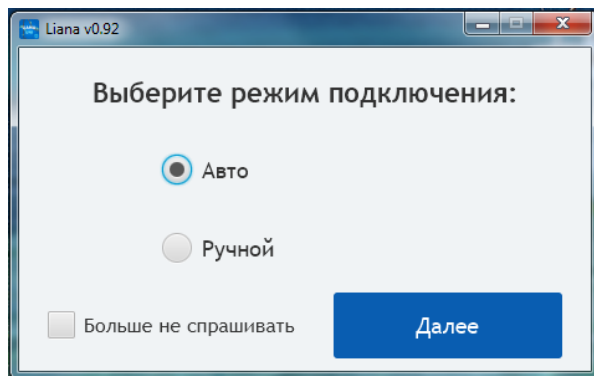 Liana v0.92
Выберите режим подключения:
Авто
Ручной
Больше не спрашивать
Далее